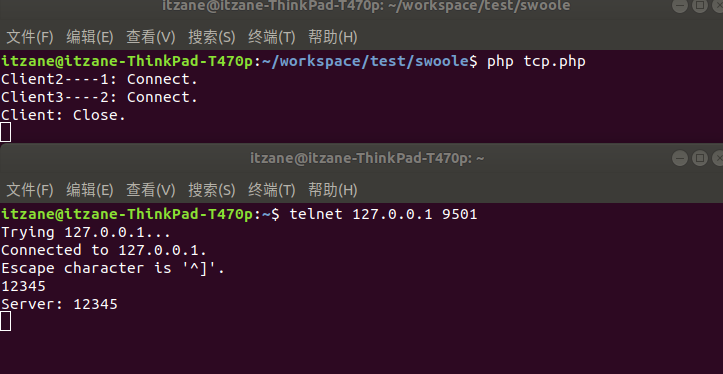 itzane@itzane-ThinkPad-T470p: ~/workspace/test/swoole
文件(F) 编辑(E) 查看(V) 搜索(S) 终端(T) 帮助(H)
itzane@itzane-ThinkPad-T470p:~/workspace/test/swoole$ php tcp.php
Client2----1: Connect.
Client3----2: Connect.
Client: Close.
itzane@itzane-ThinkPad-T470p: ~
文件(F) 编辑(E) 查看(V) 搜索(S) 终端(T) 帮助(H)
itzane@itzane-ThinkPad-T470p:~$ telnet 127.0.0.1 9501
Trying 127.0.0.1...
Connected to 127.0.0.1.
Escape character is '^]'.
12345
Server: 12345